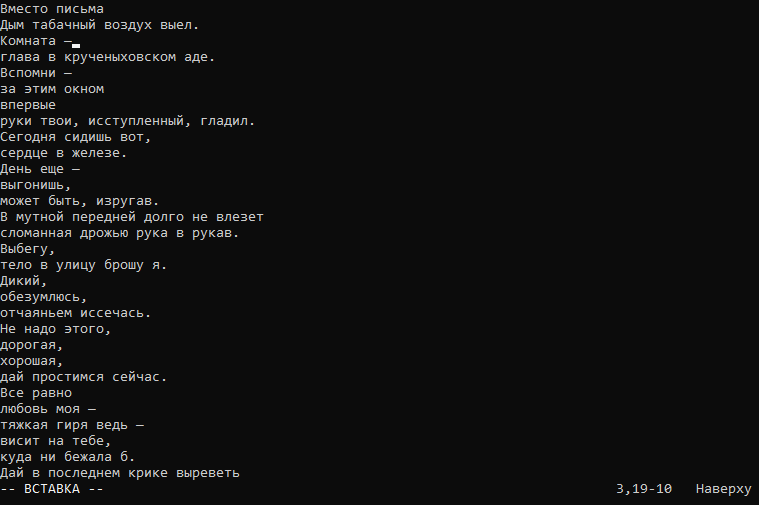 Вместо письма
Дым табачный воздух выел.
Комната —
глава в крученыховском аде.
Вспомни —
за этим окном
впервые
руки твои, исступленный, гладил.
Сегодня сидишь вот,
сердце в железе.
День еще —
выгонишь,
может быть, изругав.
В мутной передней долго не влезет
сломанная дрожью рука в рукав.
Выбегу,
тело в улицу брошу я.
Дикий,
обезумлюсь,
отчаяньем иссечась.
Не надо этого,
дорогая,
хорошая,
дай простимся сейчас.
Все равно
любовь моя —
тяжкая гиря ведь —
висит на тебе,
куда ни бежала б.
Дай в последнем крике выреветь
-- ВСТАВКА -- 3,19-10 Наверху